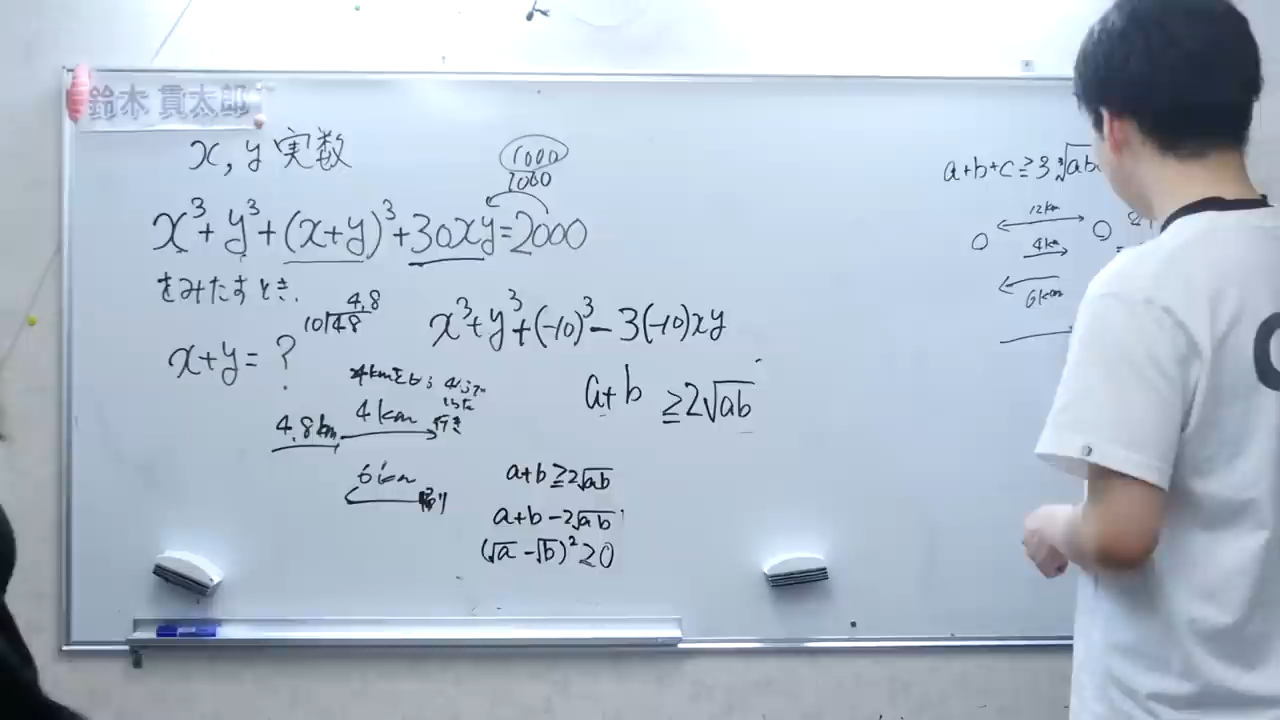 鈴木 貫太郎
x, y 実数
1000
1000
x³+y³+(x+y)³+30xy=2000
をみたすとき.
x+y= ?
4.8
10)48
x³+y³+(-10)³-3(-10)xy
a+b ≧2√ab
4km
行き
4.8km
6km
帰り
a+b≧2√ab
a+b-2√ab
(√a-√b)²≧0
a+b+c≧3
12km
4km
6km